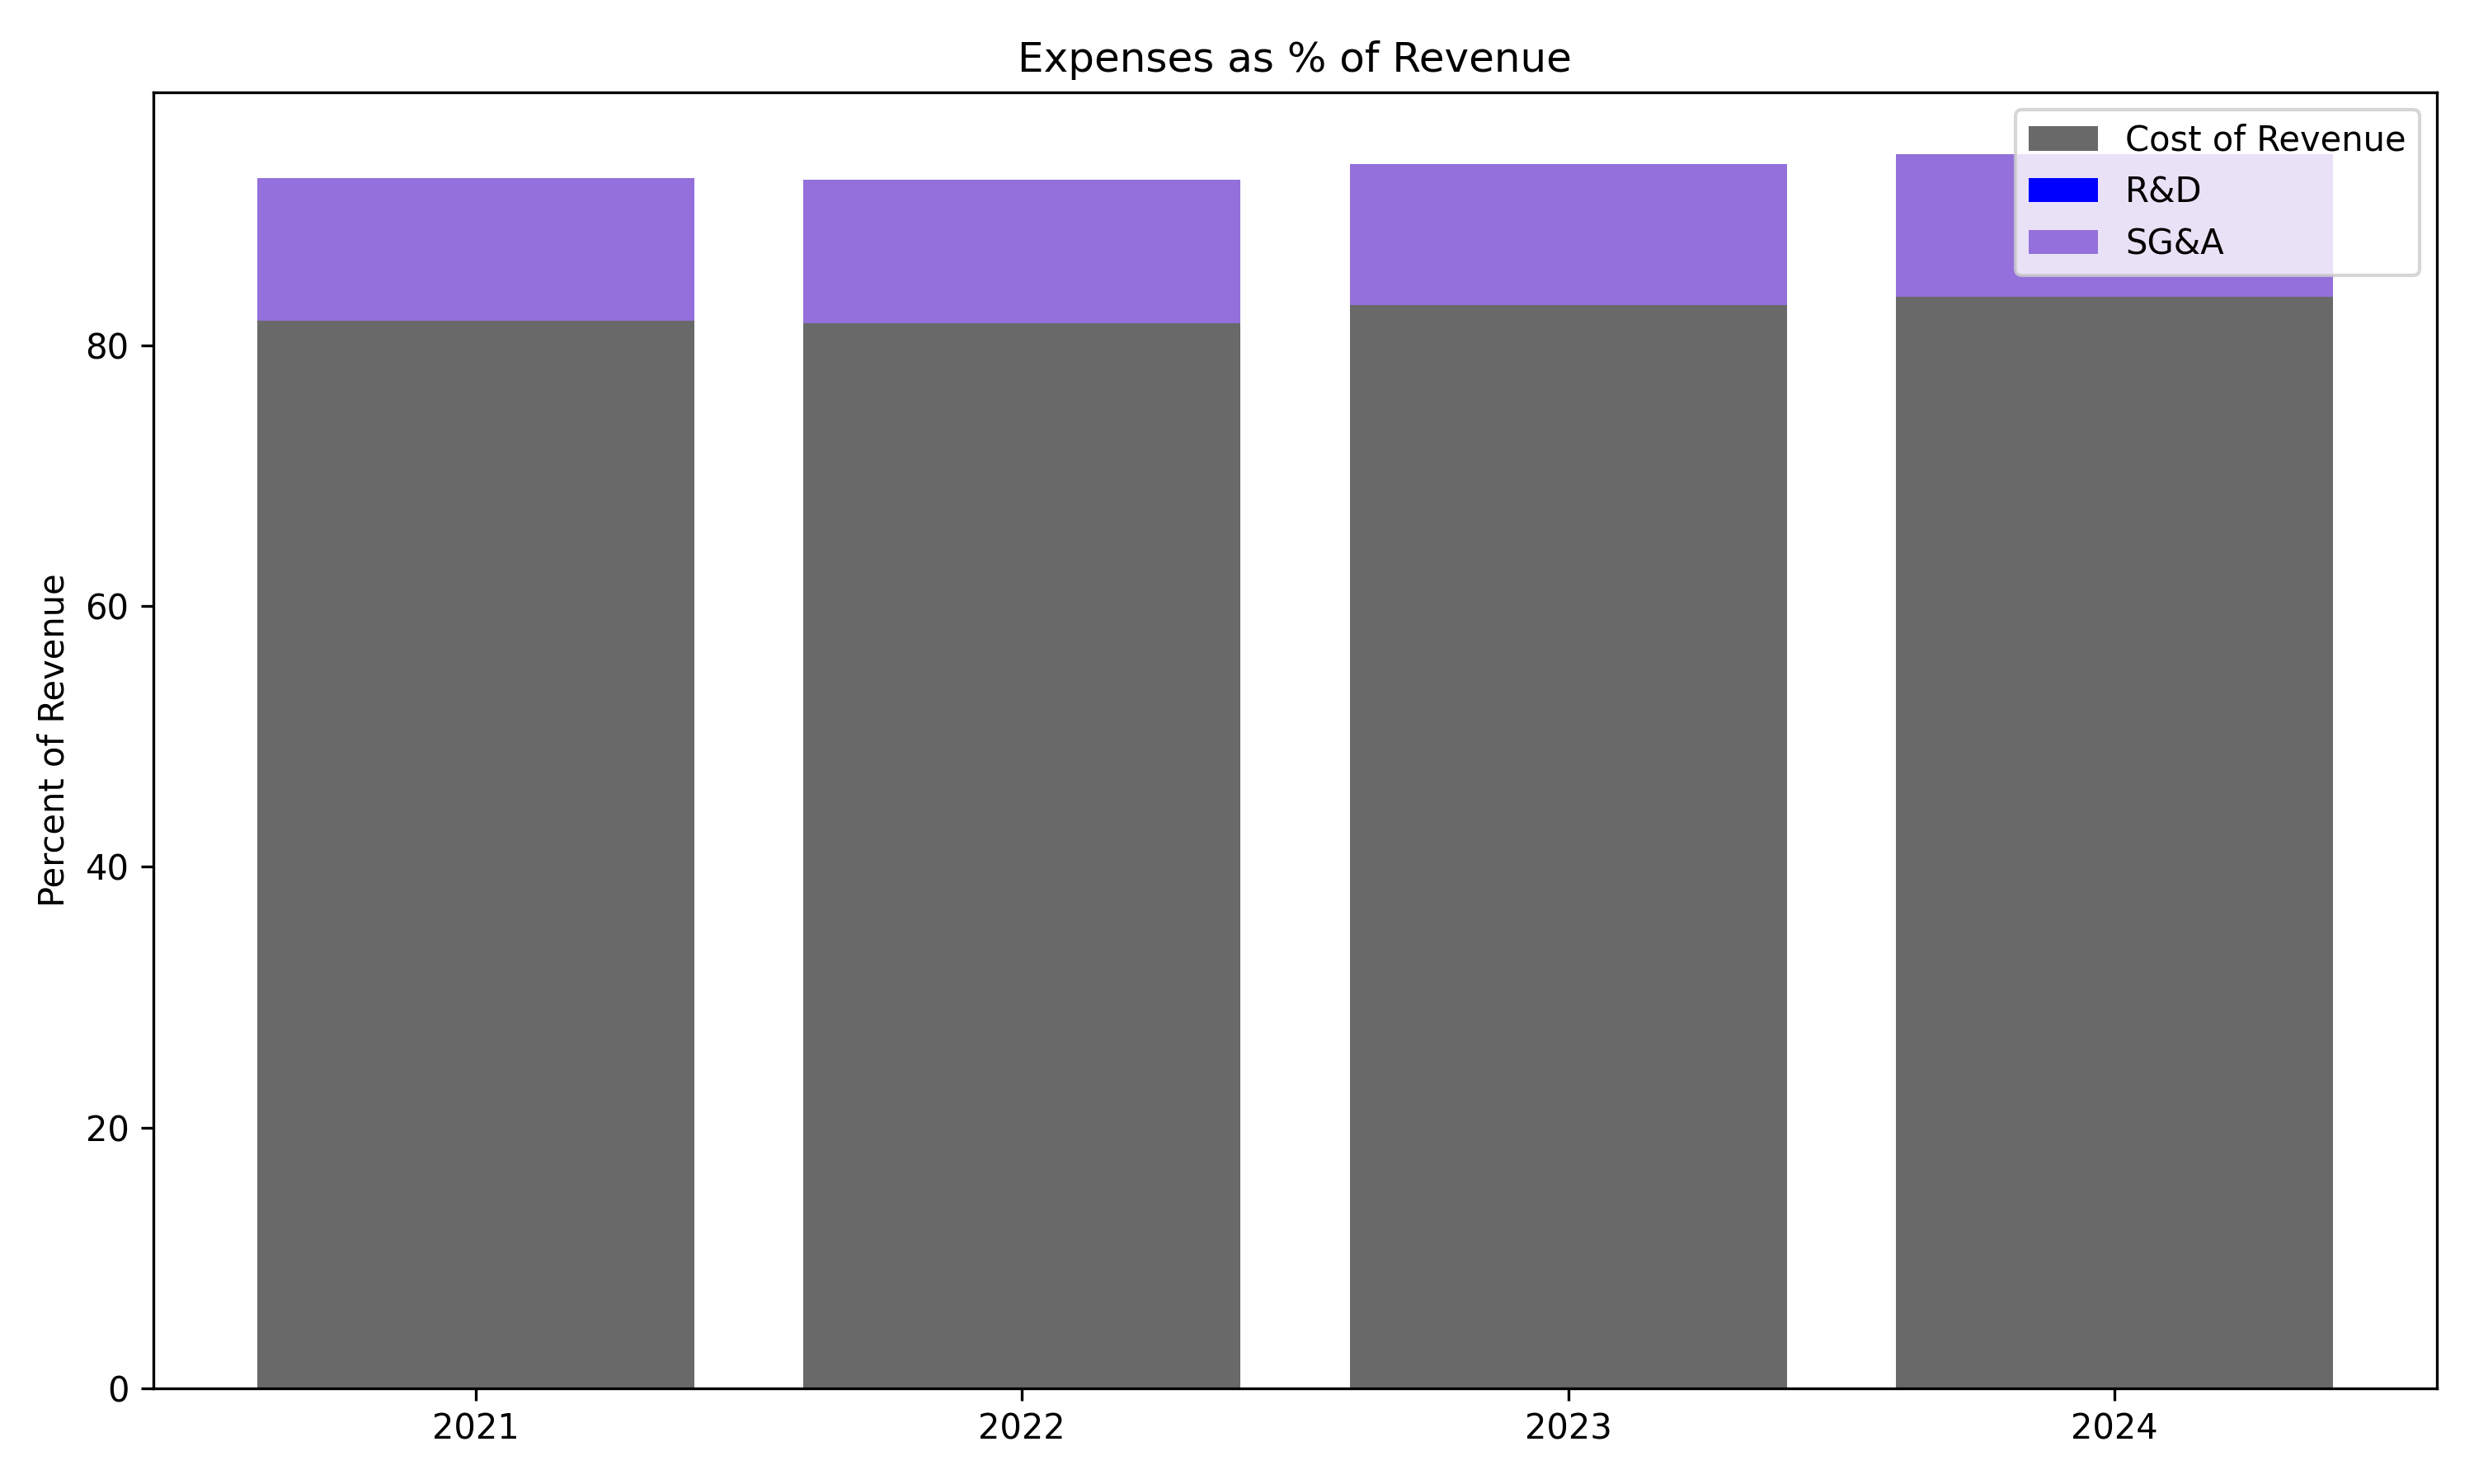 Expenses as % of Revenue
Cost of Revenue
R&D
SG&A
Percent of Revenue
80
60
40
20
0
2021
2022
2023
2024